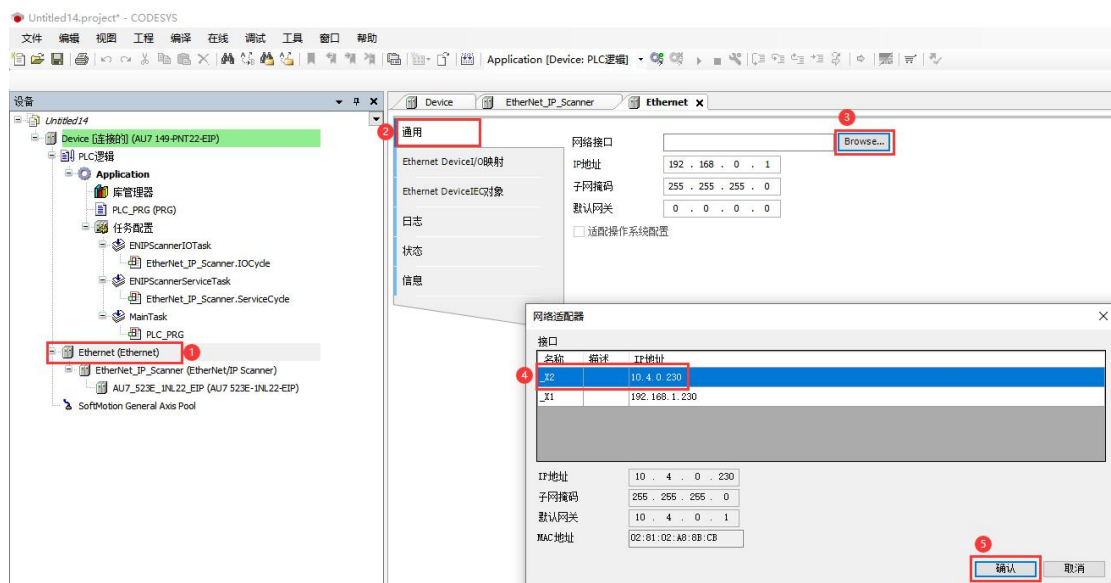 Untitled14.project* - CODESYS
文件 编辑 视图 工程 编译 在线 调试 工具 窗口 帮助
Application [Device: PLC逻辑]
设备
Device
EtherNet_IP_Scanner
Ethernet
Untitled14
Device [连接的] (AU7 149-PNT22-EIP)
PLC逻辑
Application
库管理器
PLC_PRG (PRG)
任务配置
ENIPScannerIOTask
EtherNet_IP_Scanner.IOCycle
ENIPScannerServiceTask
EtherNet_IP_Scanner.ServiceCycle
MainTask
PLC_PRG
Ethernet (Ethernet)
1
EtherNet_IP_Scanner (EtherNet/IP Scanner)
AU7_523E_1NL22_EIP (AU7 523E-1NL22-EIP)
SoftMotion General Axis Pool
2
通用
Ethernet DeviceI/O映射
Ethernet DeviceIEC对象
日志
状态
信息
3
网络接口
Browse...
IP地址 192 . 168 . 0 . 1
子网掩码 255 . 255 . 255 . 0
默认网关 0 . 0 . 0 . 0
适配操作系统配置
网络适配器
接口
名称 描述 IP地址
4
_X2 10.4.0.230
_X1 192.168.1.230
IP地址 10 . 4 . 0 . 230
子网掩码 255 . 255 . 255 . 0
默认网关 10 . 4 . 0 . 1
MAC地址 02:81:02:A8:8B:CB
5
确认 取消